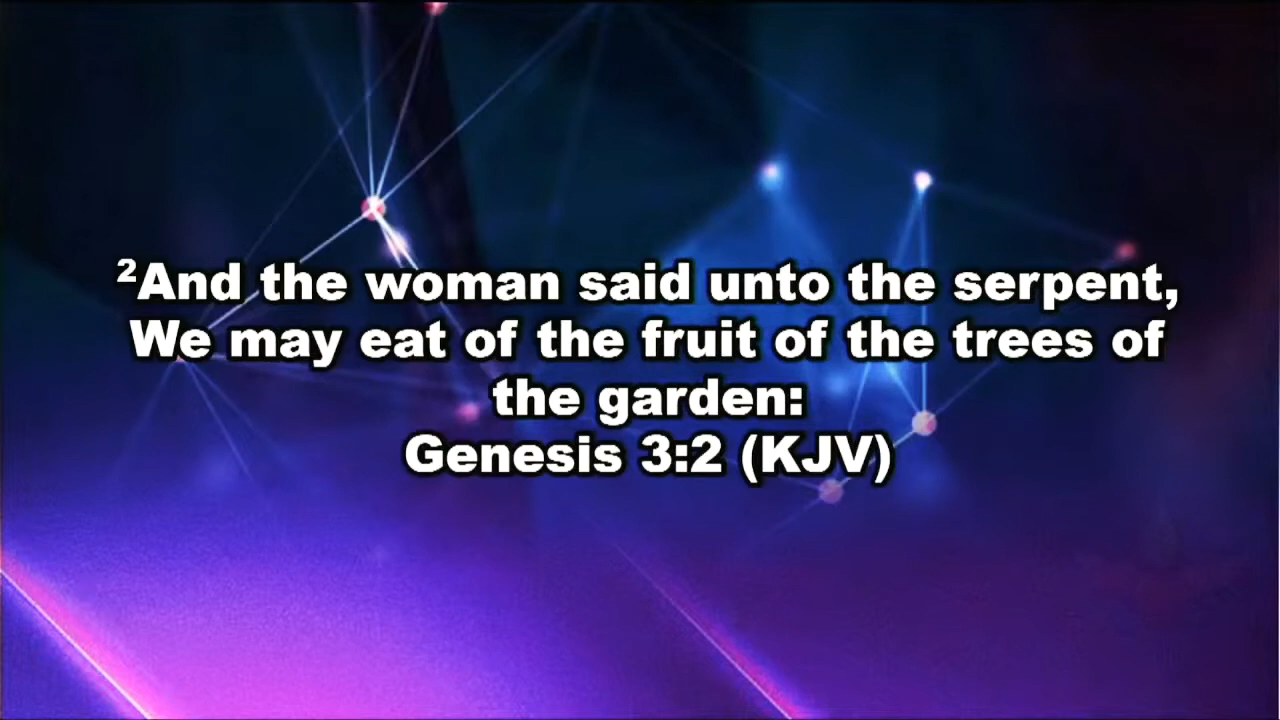 ²And the woman said unto the serpent,
We may eat of the fruit of the trees of
the garden:
Genesis 3:2 (KJV)